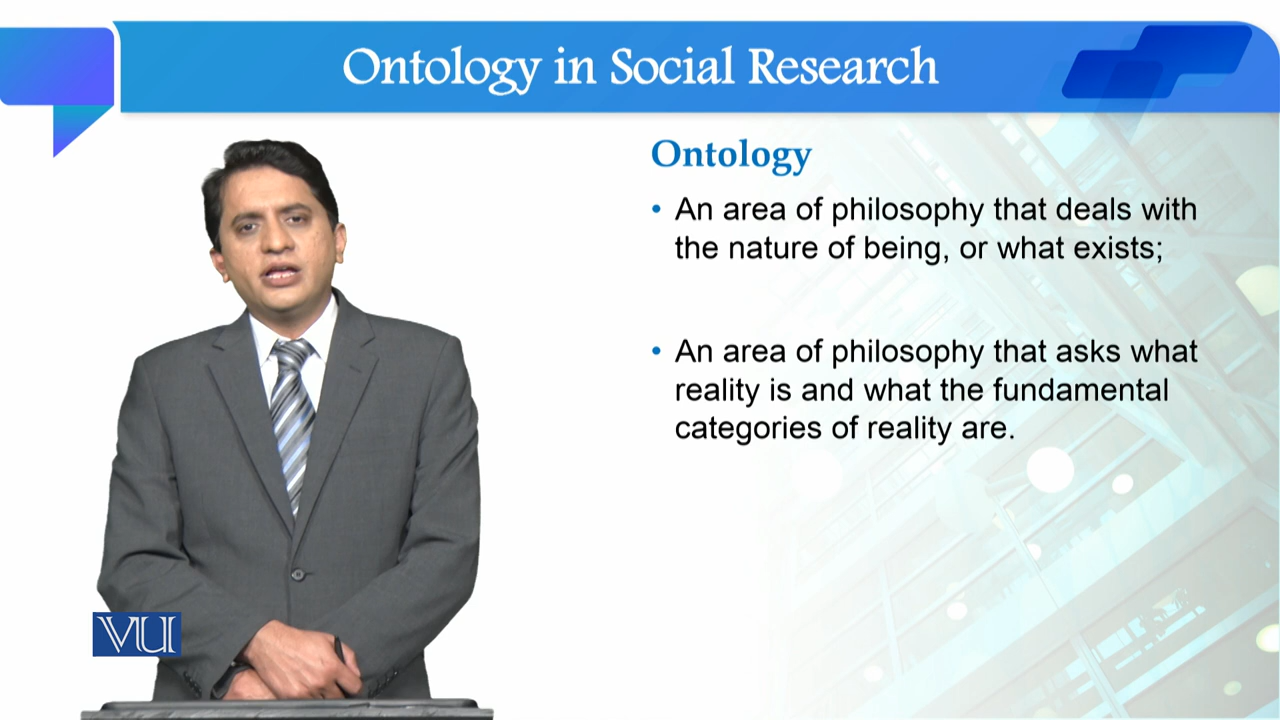 Ontology in Social Research
Ontology
• An area of philosophy that deals with
the nature of being, or what exists;
• An area of philosophy that asks what
reality is and what the fundamental
categories of reality are.
VU